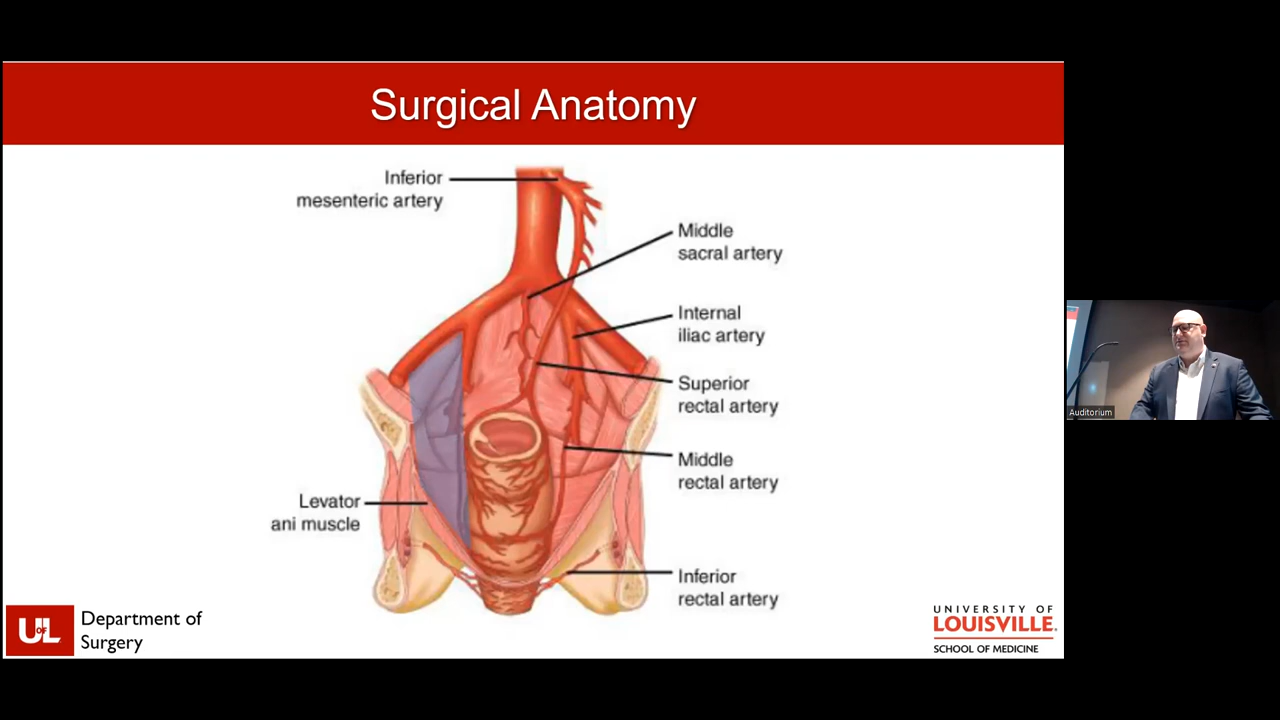 Surgical Anatomy
Inferior
mesenteric artery
Middle
sacral artery
Internal
iliac artery
Superior
rectal artery
Middle
rectal artery
Levator
ani muscle
Inferior
rectal artery
UofL
Department of
Surgery
UNIVERSITY OF
LOUISVILLE.
SCHOOL OF MEDICINE
Auditorium